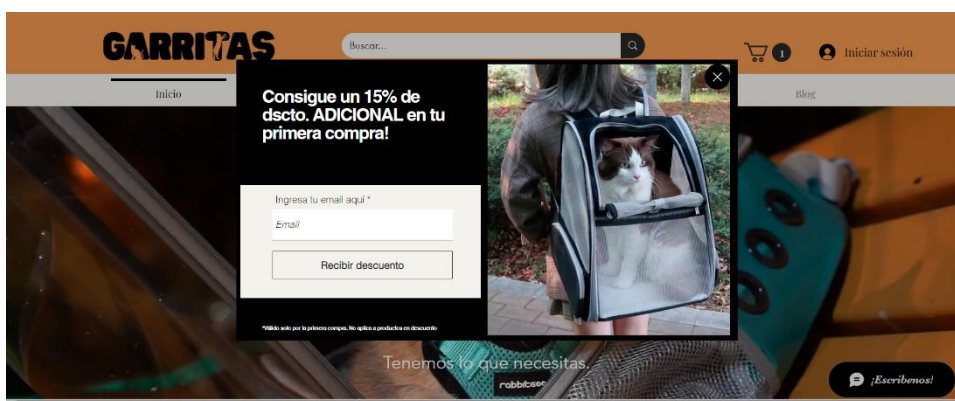 GARRITAS
Buscar...
1
Iniciar sesión
Inicio
Blog
Consigue un 15% de
dscto. ADICIONAL en tu
primera compra!
Ingresa tu email aquí *
Email
Recibir descuento
*Válido solo por la primera compra. No aplica a productos en descuento
Tenemos lo que necesitas.
rabbitgoo
¡Escríbenos!